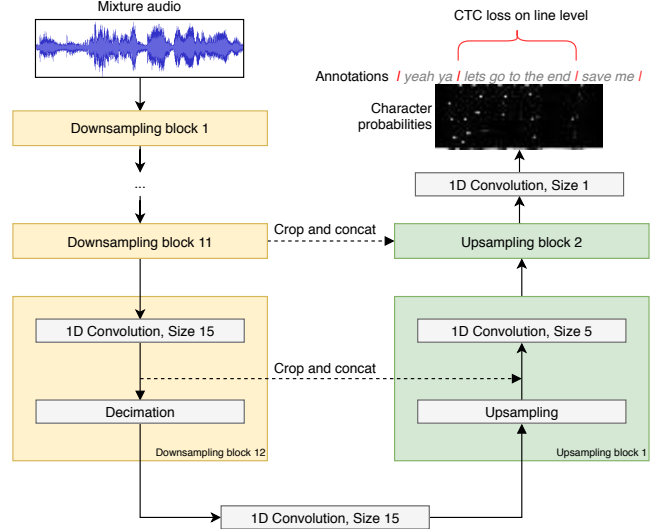 Mixture audio
CTC loss on line level
Annotations / yeah ya / lets go to the end / save me /
Character
probabilities
Downsampling block 1
...
1D Convolution, Size 1
Downsampling block 11
Crop and concat
Upsampling block 2
1D Convolution, Size 15
1D Convolution, Size 5
Crop and concat
Decimation
Upsampling
Downsampling block 12
Upsampling block 1
1D Convolution, Size 15